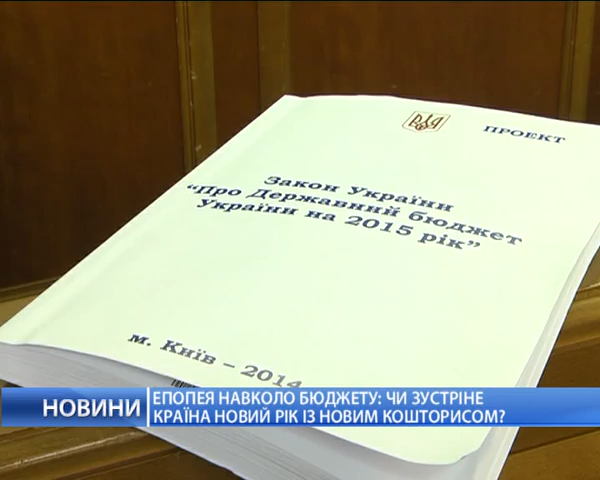 ПРОЕКТ
Закон України
“Про Державний бюджет
України на 2015 рік”
м. Київ – 2014
НОВИНИ
ЕПОПЕЯ НАВКОЛО БЮДЖЕТУ: ЧИ ЗУСТРІНЕ
КРАЇНА НОВИЙ РІК ІЗ НОВИМ КОШТОРИСОМ?